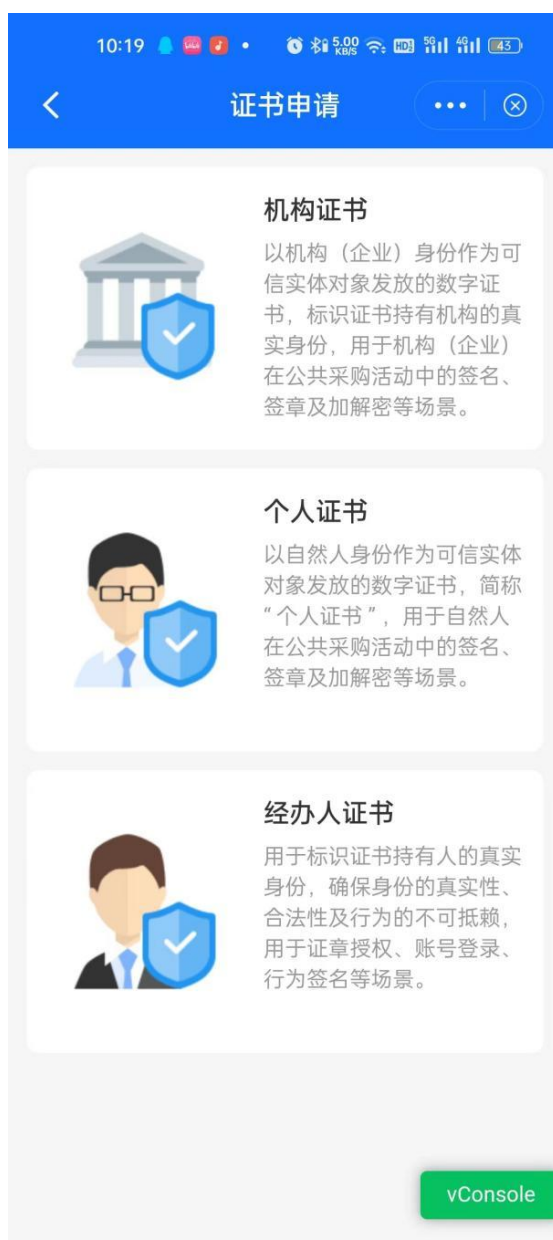 10:19 5.00 KB/S HD 5G 4G 43
证书申请
机构证书
以机构（企业）身份作为可
信实体对象发放的数字证
书，标识证书持有机构的真
实身份，用于机构（企业）
在公共采购活动中的签名、
签章及加解密等场景。
个人证书
以自然人身份作为可信实体
对象发放的数字证书，简称
“个人证书”，用于自然人
在公共采购活动中的签名、
签章及加解密等场景。
经办人证书
用于标识证书持有人的真实
身份，确保身份的真实性、
合法性及行为的不可抵赖，
用于证章授权、账号登录、
行为签名等场景。
vConsole